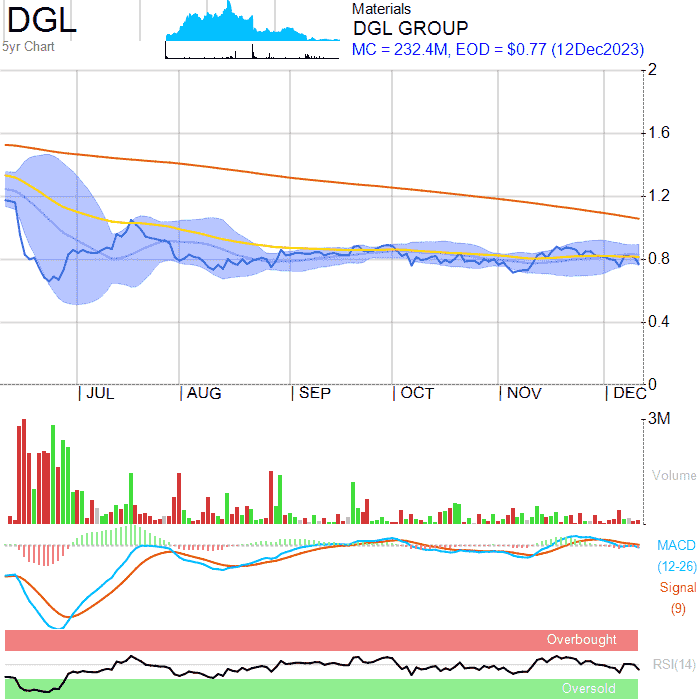 DGL
5yr Chart
Materials
DGL GROUP
MC = 232.4M, EOD = $0.77 (12Dec2023)
2
1.6
1.2
0.8
0.4
0
| JUL | AUG | SEP | OCT | NOV | DEC
3M
Volume
MACD
(12-26)
Signal
(9)
Overbought
RSI(14)
Oversold